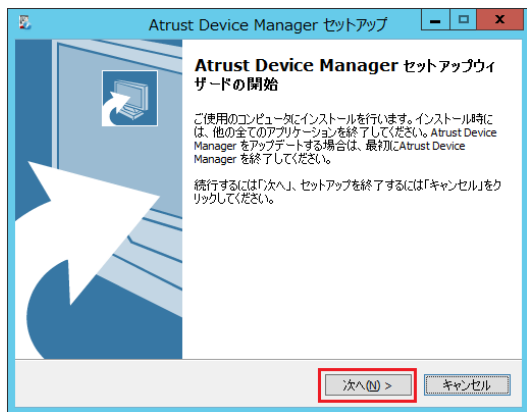 Atrust Device Manager セットアップ
Atrust Device Manager セットアップウィ
ザードの開始
ご使用のコンピュータにインストールを行います。インストール時に
は、他の全てのアプリケーションを終了してください。Atrust Device
Manager をアップデートする場合は、最初にAtrust Device
Manager を終了してください。
続行するには「次へ」、セットアップを終了するには「キャンセル」をク
リックしてください。
次へ(N) >
キャンセル